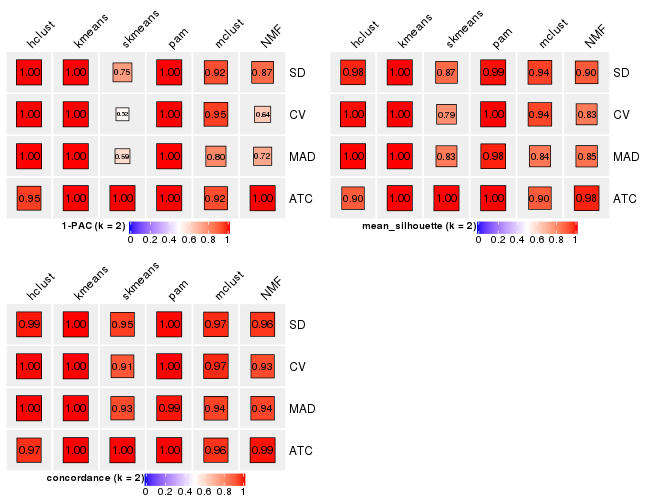 hclust kmeans skmeans pam mclust NMF
1.00 1.00 0.75 1.00 0.92 0.87 SD
1.00 1.00 0.52 1.00 0.95 0.64 CV
1.00 1.00 0.59 1.00 0.80 0.72 MAD
0.95 1.00 1.00 1.00 0.92 1.00 ATC
1-PAC (k = 2)
0 0.2 0.4 0.6 0.8 1
hclust kmeans skmeans pam mclust NMF
0.98 1.00 0.87 0.99 0.94 0.90 SD
1.00 1.00 0.79 1.00 0.94 0.83 CV
1.00 1.00 0.83 0.98 0.84 0.85 MAD
0.90 1.00 1.00 1.00 0.90 0.98 ATC
mean_silhouette (k = 2)
0 0.2 0.4 0.6 0.8 1
hclust kmeans skmeans pam mclust NMF
0.99 1.00 0.95 1.00 0.97 0.96 SD
1.00 1.00 0.91 1.00 0.97 0.93 CV
1.00 1.00 0.93 0.99 0.94 0.94 MAD
0.97 1.00 1.00 1.00 0.96 0.99 ATC
concordance (k = 2)
0 0.2 0.4 0.6 0.8 1